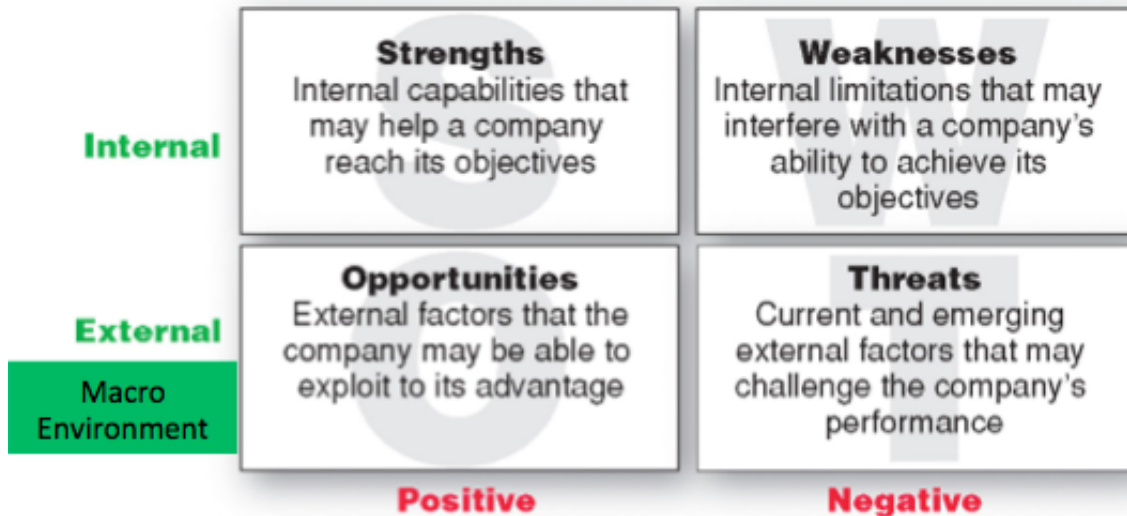 Strengths
Internal capabilities that
may help a company
reach its objectives
Weaknesses
Internal limitations that may
interfere with a company's
ability to achieve its
objectives
Internal
Opportunities
External factors that the
company may be able to
exploit to its advantage
Threats
Current and emerging
external factors that may
challenge the company's
performance
External
Macro
Environment
Positive
Negative
S
W
O
T